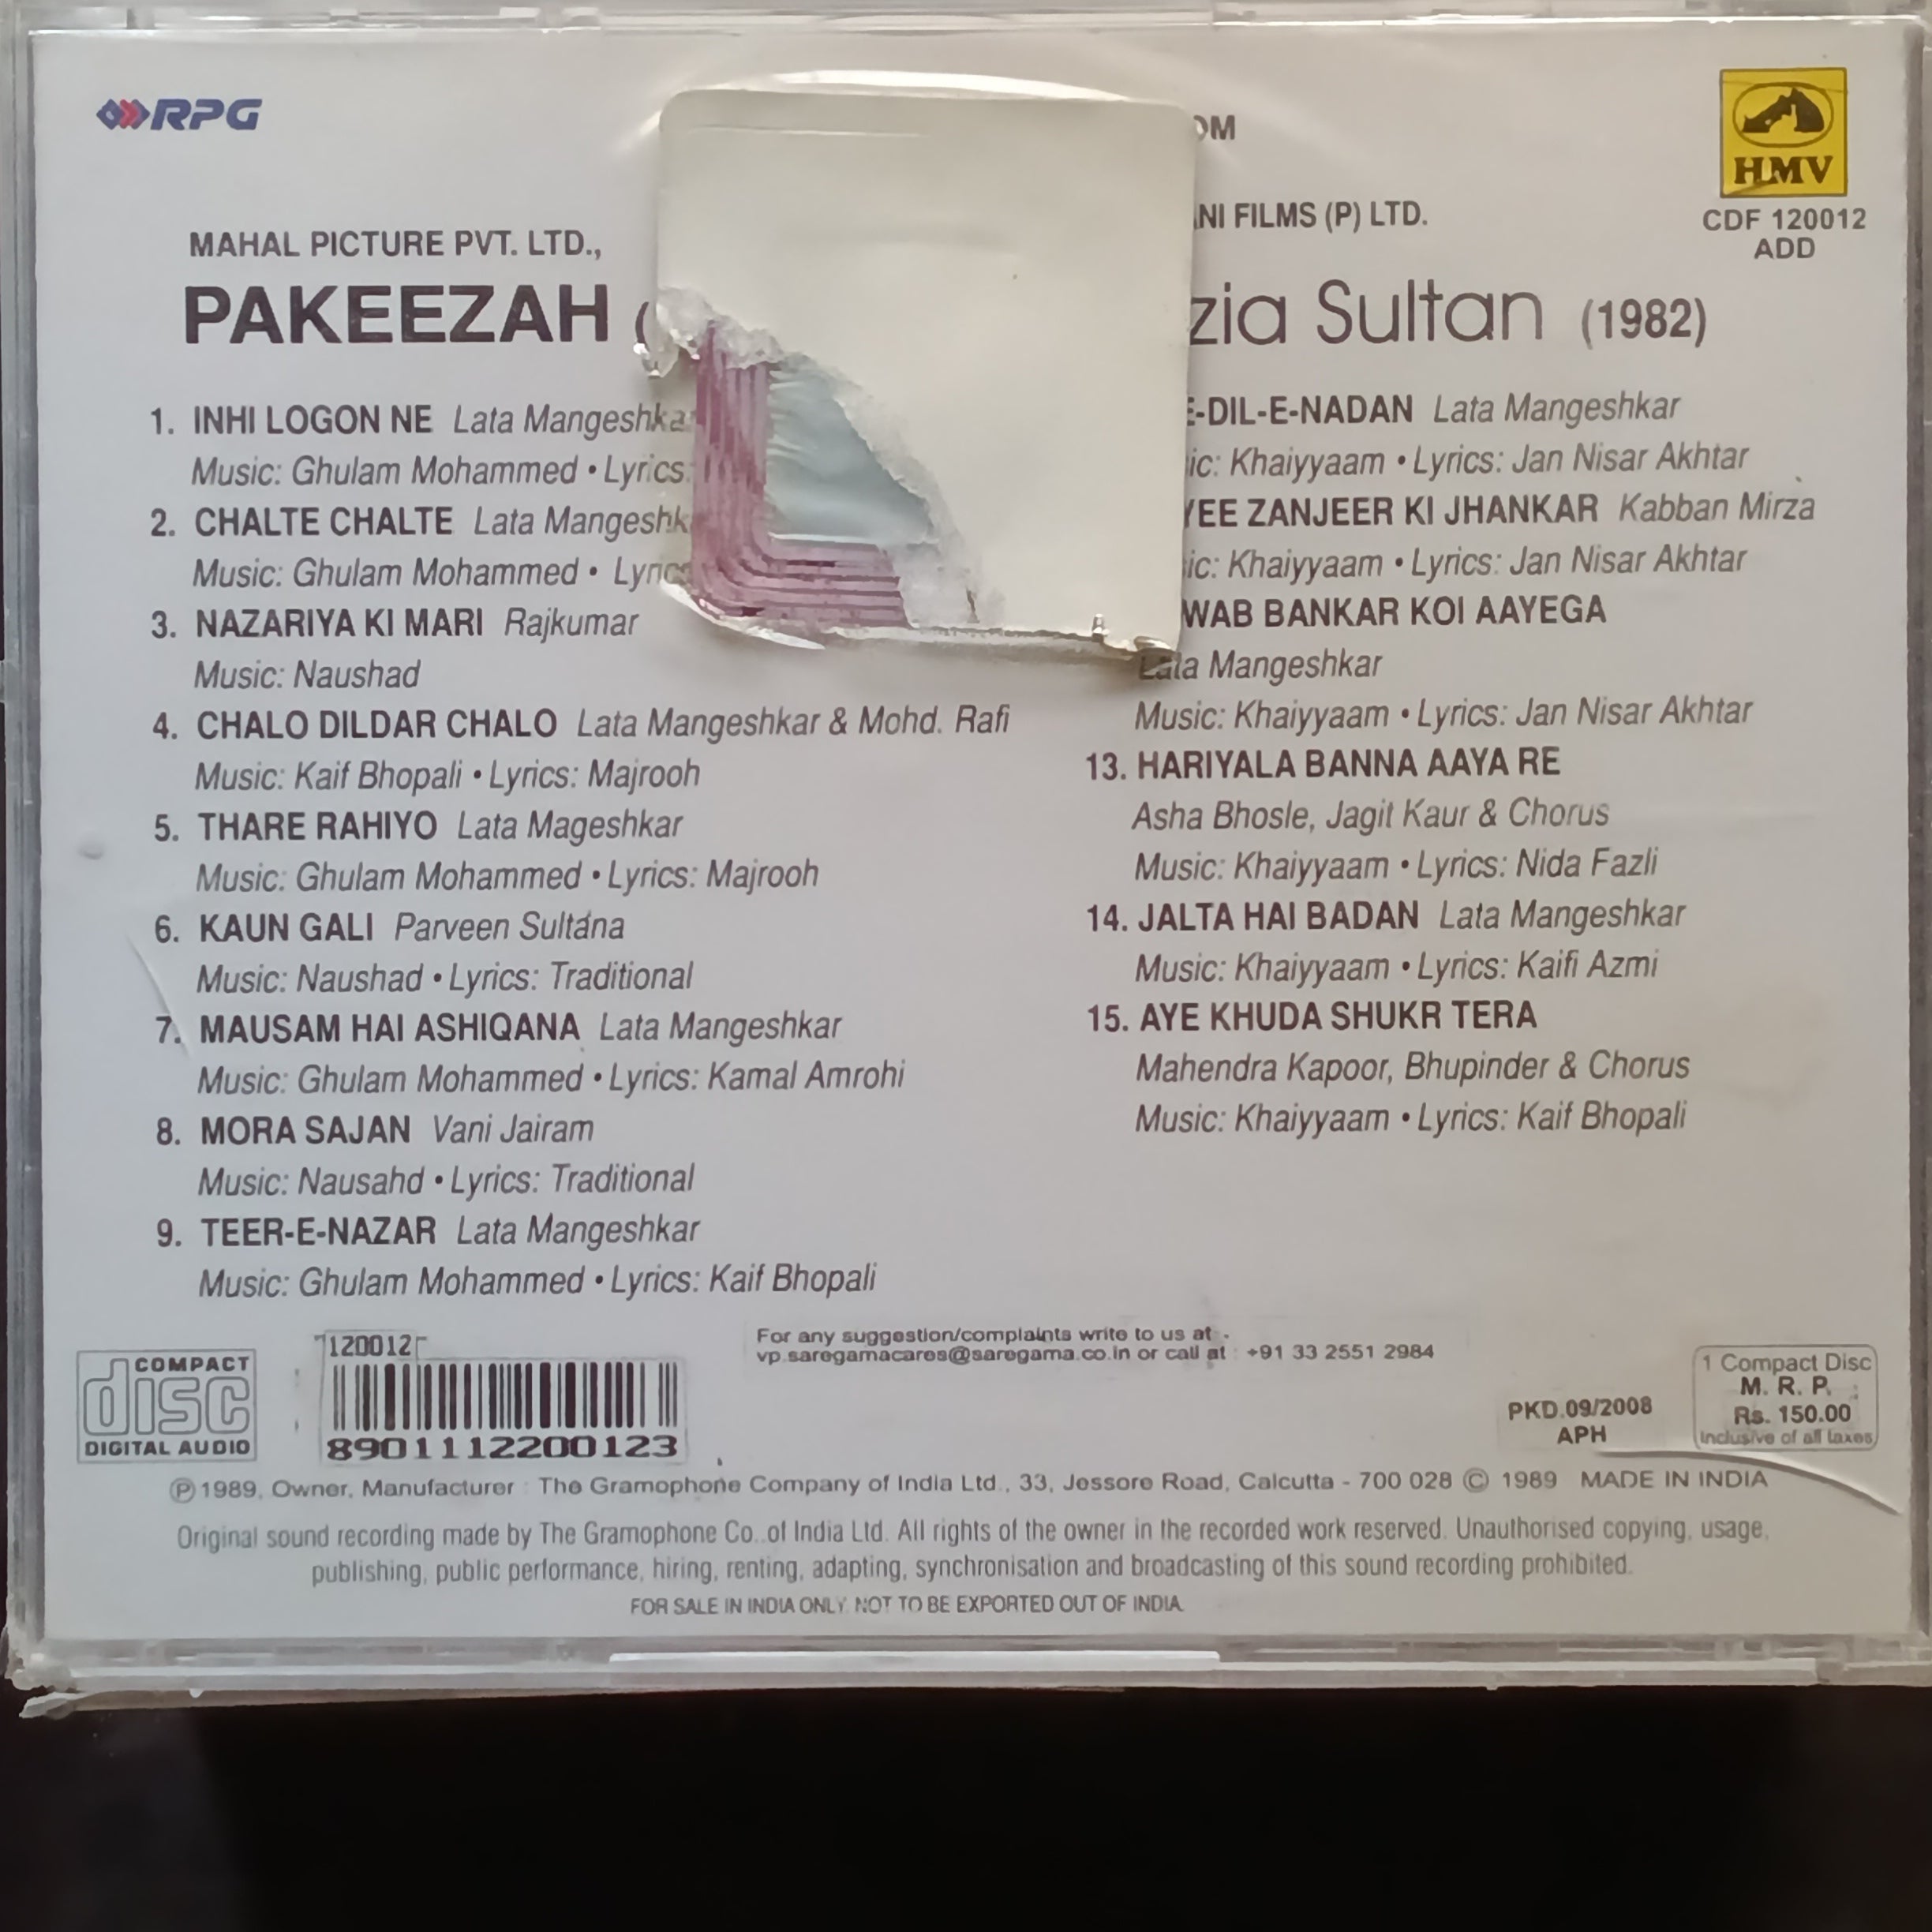 RPG
HMV
CDF 120012
ADD
MAHAL PICTURE PVT. LTD.,
PAKEEZAH (
1. INHI LOGON NE Lata Mangeshka
Music: Ghulam Mohammed • Lyrics:
2. CHALTE CHALTE Lata Mangeshk
Music: Ghulam Mohammed • Lyric
3. NAZARIYA KI MARI Rajkumar
Music: Naushad
4. CHALO DILDAR CHALO Lata Mangeshkar & Mohd. Rafi
Music: Kaif Bhopali • Lyrics: Majrooh
5. THARE RAHIYO Lata Mageshkar
Music: Ghulam Mohammed • Lyrics: Majrooh
6. KAUN GALI Parveen Sultana
Music: Naushad • Lyrics: Traditional
7. MAUSAM HAI ASHIQANA Lata Mangeshkar
Music: Ghulam Mohammed • Lyrics: Kamal Amrohi
8. MORA SAJAN Vani Jairam
Music: Nausahd • Lyrics: Traditional
9. TEER-E-NAZAR Lata Mangeshkar
Music: Ghulam Mohammed • Lyrics: Kaif Bhopali
OM
NI FILMS (P) LTD.
zia Sultan (1982)
E-DIL-E-NADAN Lata Mangeshkar
ic: Khaiyyaam • Lyrics: Jan Nisar Akhtar
YEE ZANJEER KI JHANKAR Kabban Mirza
ic: Khaiyyaam • Lyrics: Jan Nisar Akhtar
WAB BANKAR KOI AAYEGA
Lata Mangeshkar
Music: Khaiyyaam • Lyrics: Jan Nisar Akhtar
13. HARIYALA BANNA AAYA RE
Asha Bhosle, Jagit Kaur & Chorus
Music: Khaiyyaam • Lyrics: Nida Fazli
14. JALTA HAI BADAN Lata Mangeshkar
Music: Khaiyyaam • Lyrics: Kaifi Azmi
15. AYE KHUDA SHUKR TERA
Mahendra Kapoor, Bhupinder & Chorus
Music: Khaiyyaam • Lyrics: Kaif Bhopali
COMPACT
disc
DIGITAL AUDIO
120012
8901112200123
For any suggestion/complaints write to us at
vp.saregamacares@saregama.co.in or call at : +91 33 2551 2984
PKD.09/2008
APH
1 Compact Disc
M. R. P. :
Rs. 150.00
Inclusive of all taxes
Ⓟ 1989, Owner, Manufacturer : The Gramophone Company of India Ltd., 33, Jessore Road, Calcutta - 700 028 © 1989 MADE IN INDIA
Original sound recording made by The Gramophone Co. of India Ltd. All rights of the owner in the recorded work reserved. Unauthorised copying, usage,
publishing, public performance, hiring, renting, adapting, synchronisation and broadcasting of this sound recording prohibited.
FOR SALE IN INDIA ONLY. NOT TO BE EXPORTED OUT OF INDIA.